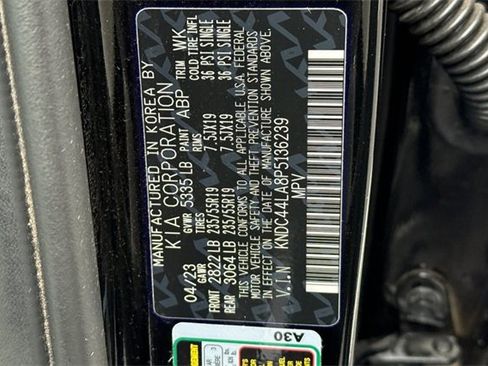 MANUFACTURED IN KOREA BY
KIA CORPORATION
04/23 GVWR 5335 LB PAINT ABP TRIM WK
GAWR TIRES RIMS COLD TIRE INFL
FRONT 2822 LB 235/55R19 7.5JX19 36 PSI SINGLE
REAR 3064 LB 235/55R19 7.5JX19 36 PSI SINGLE
THIS VEHICLE CONFORMS TO ALL APPLICABLE U.S.A. FEDERAL
MOTOR VEHICLE SAFETY AND THEFT PREVENTION STANDARDS
IN EFFECT ON THE DATE OF MANUFACTURE SHOWN ABOVE.
V.I.N KNDC44LA8P5136239
MPV
A30